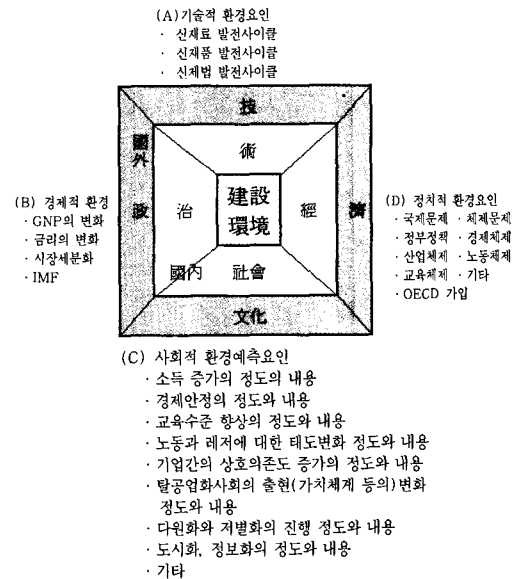 (A)기술적 환경요인
· 신재료 발전사이클
· 신재품 발전사이클
· 신제법 발전사이클
技
國外
術
政
治
建設
環境
經
濟
國內
社會
文化
(B) 경제적 환경
· GNP의 변화
· 금리의 변화
· 시장세분화
· IMF
(D) 정치적 환경요인
· 국제문제 · 체제문제
· 정부정책 · 경제체제
· 산업체제 · 노동체제
· 교육체제 · 기타
· OECD 가입
(C) 사회적 환경예측요인
· 소득 증가의 정도의 내용
· 경제안정의 정도와 내용
· 교육수준 향상의 정도와 내용
· 노동과 레저에 대한 태도변화 정도와 내용
· 기업간의 상호의존도 증가의 정도와 내용
· 탈공업화사회의 출현(가치체계 등의)변화
정도와 내용
· 다원화와 저별화의 진행 정도와 내용
· 도시화, 정보화의 정도와 내용
· 기타